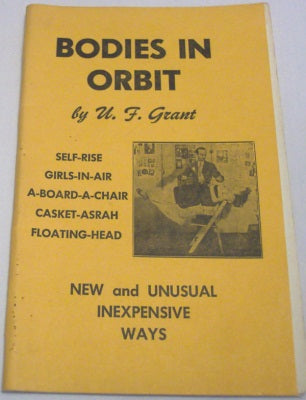 BODIES IN
ORBIT
by U. F. Grant
SELF-RISE
GIRLS-IN-AIR
A-BOARD-A-CHAIR
CASKET-ASRAH
FLOATING-HEAD
NEW and UNUSUAL
INEXPENSIVE
WAYS